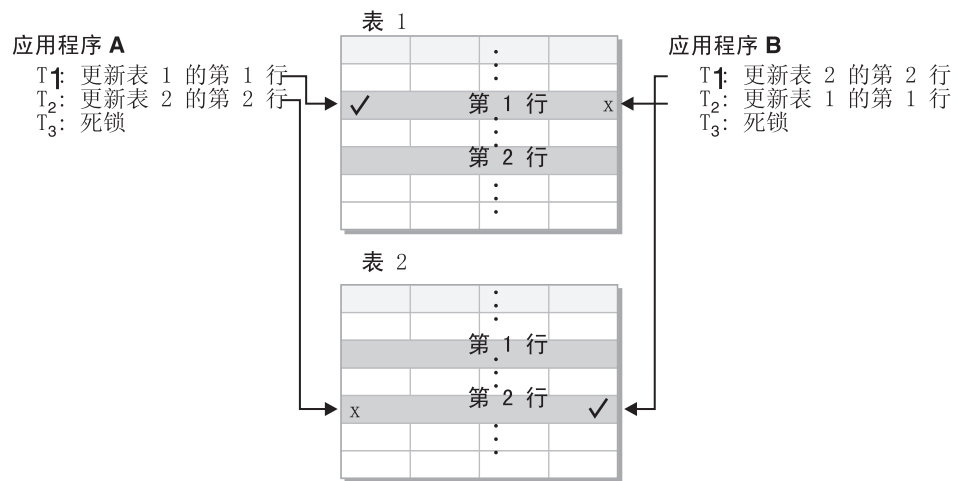 表 1
应用程序 A
T1: 更新表 1 的第 1 行
T2: 更新表 2 的第 2 行
T3: 死锁
第 1 行
x
第 2 行
应用程序 B
T1: 更新表 2 的第 2 行
T2: 更新表 1 的第 1 行
T3: 死锁
表 2
第 1 行
x
第 2 行